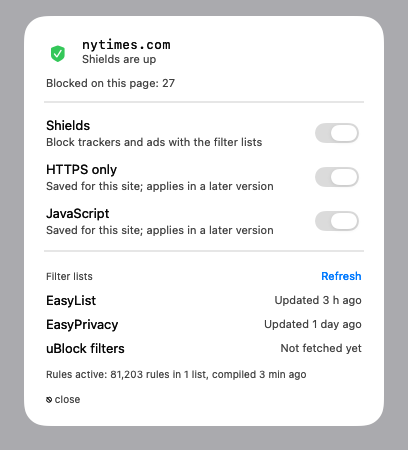 nytimes.com
Shields are up
Blocked on this page: 27
Shields
Block trackers and ads with the filter lists
HTTPS only
Saved for this site; applies in a later version
JavaScript
Saved for this site; applies in a later version
Filter lists Refresh
EasyList Updated 3 h ago
EasyPrivacy Updated 1 day ago
uBlock filters Not fetched yet
Rules active: 81,203 rules in 1 list, compiled 3 min ago
close